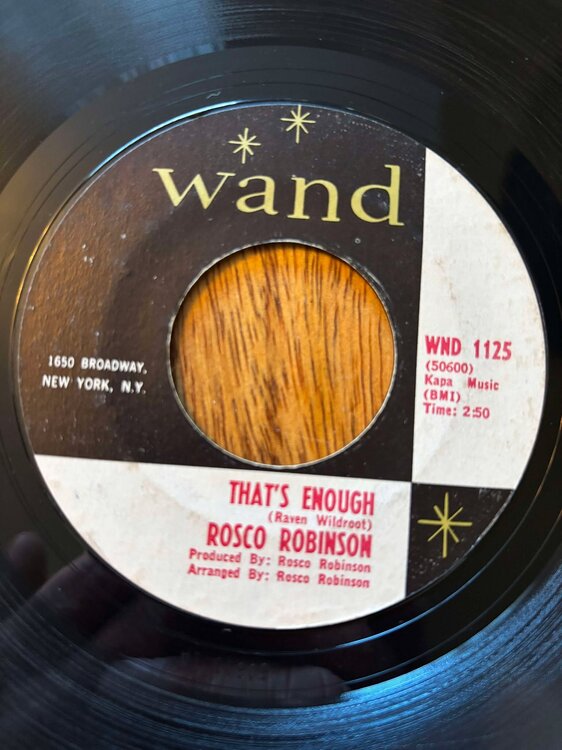 wand
1650 BROADWAY,
NEW YORK, N.Y.
WND 1125
(50600)
Kapa Music
(BMI)
Time: 2:50
THAT'S ENOUGH
(Raven Wildroot)
ROSCO ROBINSON
Produced By: Rosco Robinson
Arranged By: Rosco Robinson